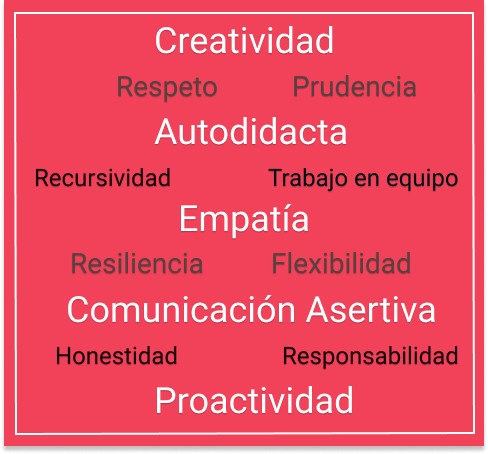 Creatividad
Respeto Prudencia
Autodidacta
Recursividad Trabajo en equipo
Empatía
Resiliencia Flexibilidad
Comunicación Asertiva
Honestidad Responsabilidad
Proactividad